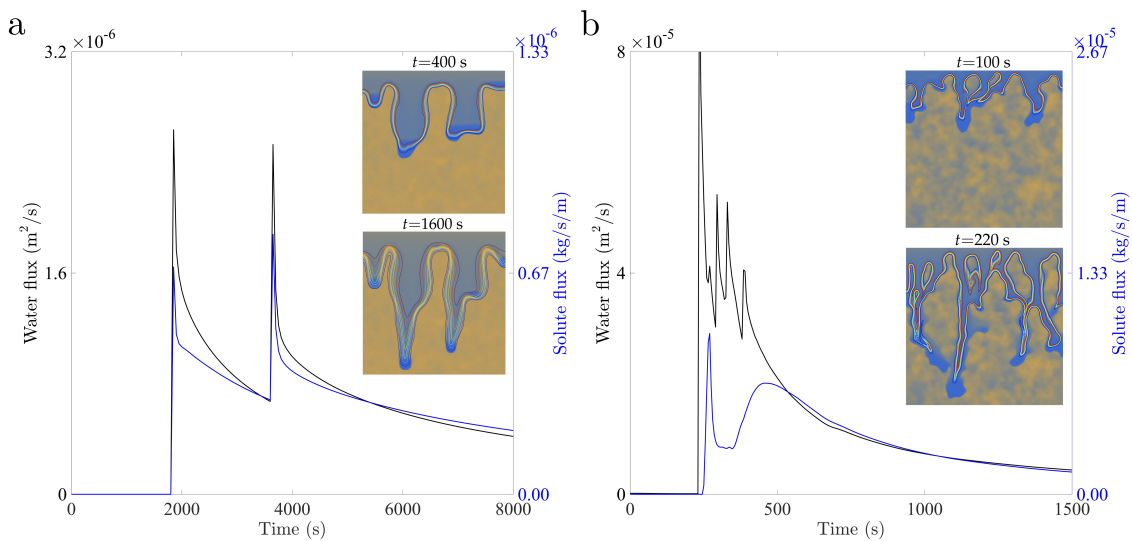 a
×10⁻⁶
3.2
1.6
0
Water flux (m²/s)
×10⁻⁶
1.33
0.67
0.00
Solute flux (kg/s/m)
0
2000
4000
6000
8000
Time (s)
t=400 s
t=1600 s
b
×10⁻⁵
8
4
0
Water flux (m²/s)
×10⁻⁵
2.67
1.33
0.00
Solute flux (kg/s/m)
0
500
1000
1500
Time (s)
t=100 s
t=220 s